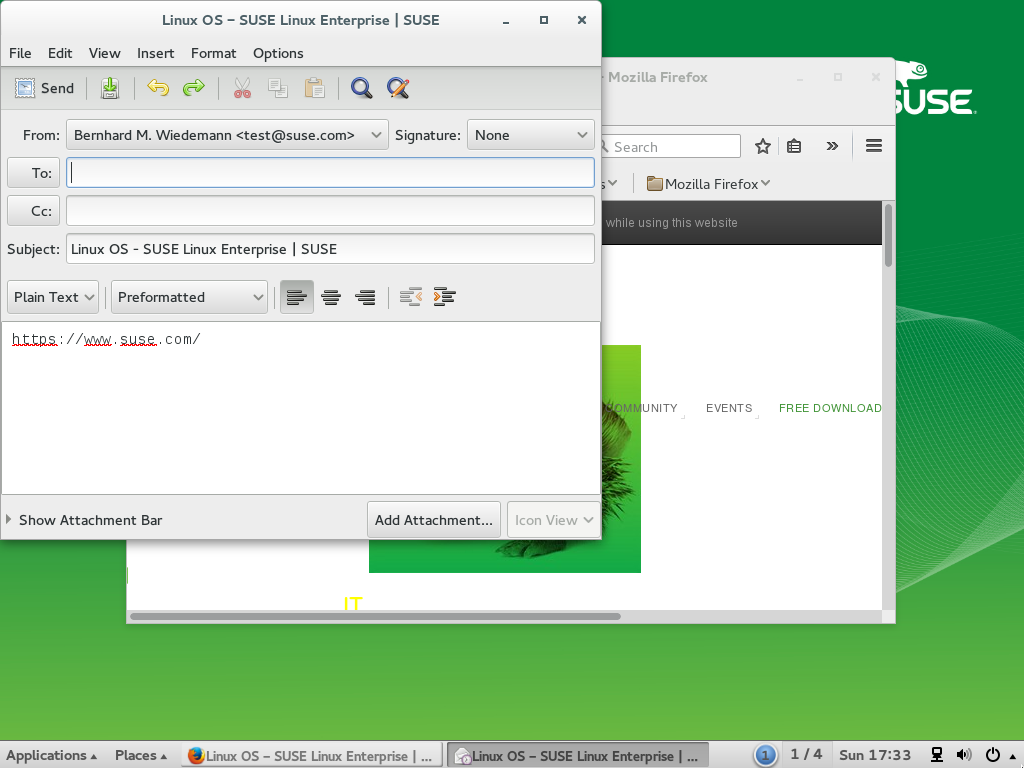 Linux OS – SUSE Linux Enterprise | SUSE
File Edit View Insert Format Options
Send
From: Bernhard M. Wiedemann <test@suse.com> Signature: None
To:
Cc:
Subject: Linux OS - SUSE Linux Enterprise | SUSE
Plain Text Preformatted
https://www.suse.com/
Show Attachment Bar Add Attachment... Icon View
- Mozilla Firefox
Search
s Mozilla Firefox
while using this website
COMMUNITY EVENTS FREE DOWNLOAD
IT
SUSE
Applications Places Linux OS – SUSE Linux Enterprise | ... Linux OS – SUSE Linux Enterprise | ... 1 1 / 4 Sun 17:33